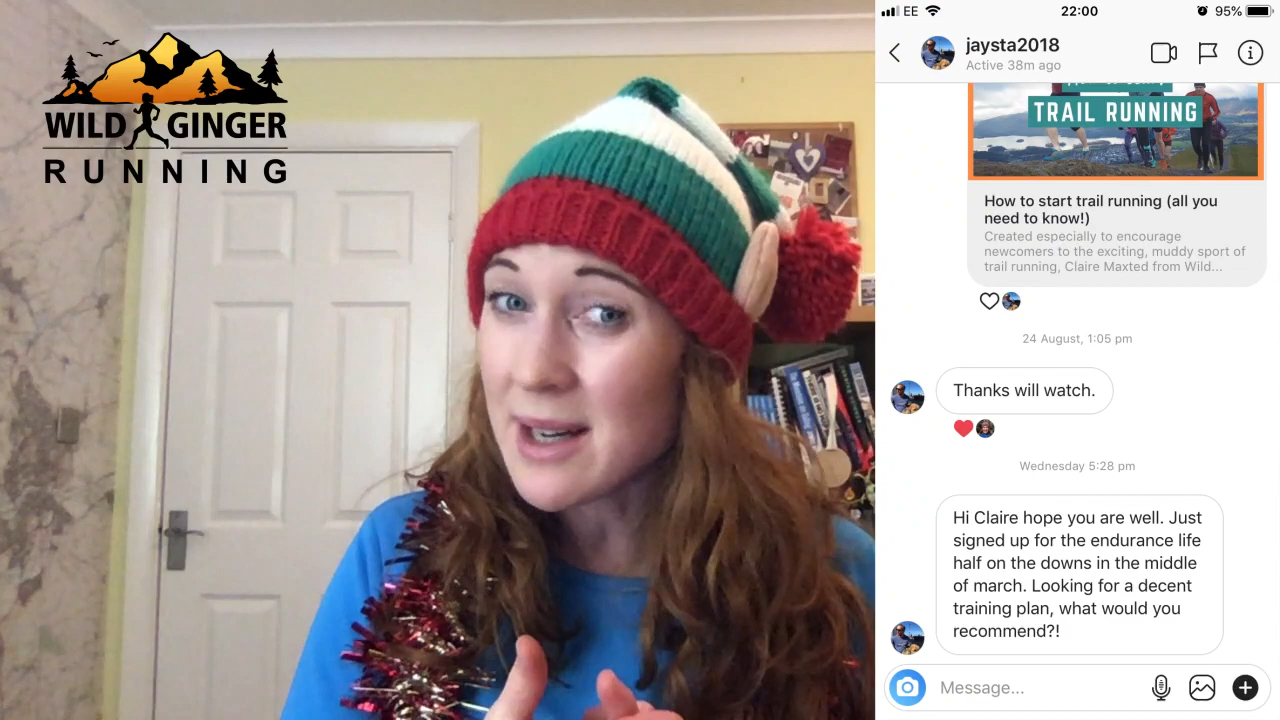 WILD GINGER
RUNNING
EE
22:00
95%
jaysta2018
Active 38m ago
TRAIL RUNNING
How to start trail running (all you
need to know!)
Created especially to encourage
newcomers to the exciting, muddy sport of
trail running, Claire Maxted from Wild...
24 August, 1:05 pm
Thanks will watch.
Wednesday 5:28 pm
Hi Claire hope you are well. Just
signed up for the endurance life
half on the downs in the middle
of march. Looking for a decent
training plan, what would you
recommend?!
Message...